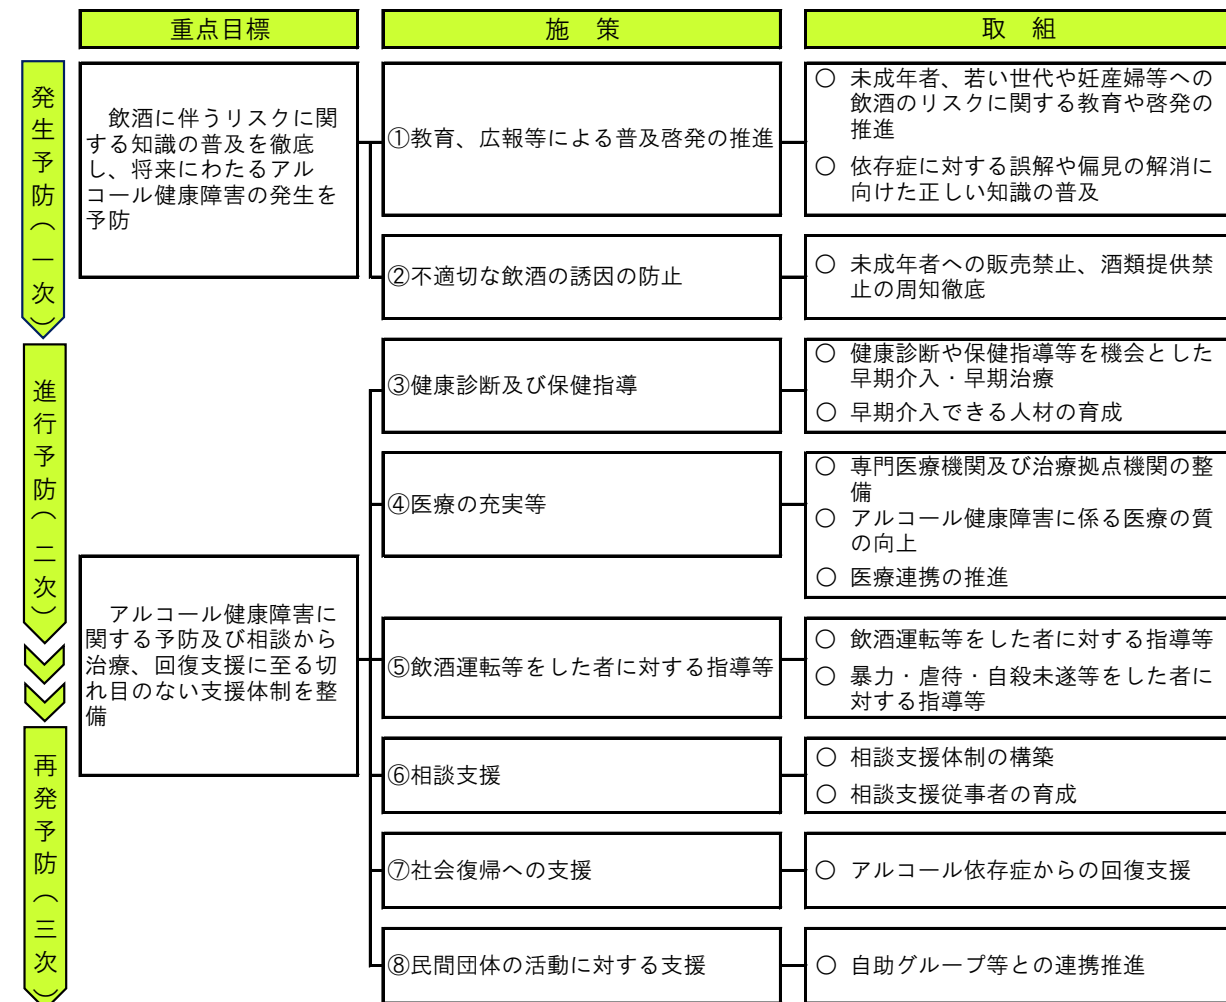 重点目標
施　策
取　組
発生予防（一次）
飲酒に伴うリスクに関
する知識の普及を徹底
し、将来にわたるアル
コール健康障害の発生を
予防
①教育、広報等による普及啓発の推進
○ 未成年者、若い世代や妊産婦等への
飲酒のリスクに関する教育や啓発の
推進
○ 依存症に対する誤解や偏見の解消に
向けた正しい知識の普及
②不適切な飲酒の誘因の防止
○ 未成年者への販売禁止、酒類提供禁
止の周知徹底
進行予防（二次）
アルコール健康障害に
関する予防及び相談から
治療、回復支援に至る切
れ目のない支援体制を整
備
③健康診断及び保健指導
○ 健康診断や保健指導等を機会とした
早期介入・早期治療
○ 早期介入できる人材の育成
④医療の充実等
○ 専門医療機関及び治療拠点機関の整
備
○ アルコール健康障害に係る医療の質
の向上
○ 医療連携の推進
⑤飲酒運転等をした者に対する指導等
○ 飲酒運転等をした者に対する指導等
○ 暴力・虐待・自殺未遂等をした者に
対する指導等
再発予防（三次）
⑥相談支援
○ 相談支援体制の構築
○ 相談支援従事者の育成
⑦社会復帰への支援
○ アルコール依存症からの回復支援
⑧民間団体の活動に対する支援
○ 自助グループ等との連携推進